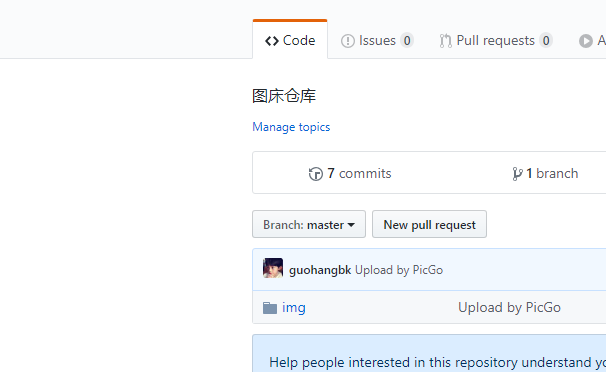 Code Issues 0 Pull requests 0
图床仓库
Manage topics
7 commits 1 branch
Branch: master New pull request
guohangbk Upload by PicGo
img Upload by PicGo
Help people interested in this repository understand